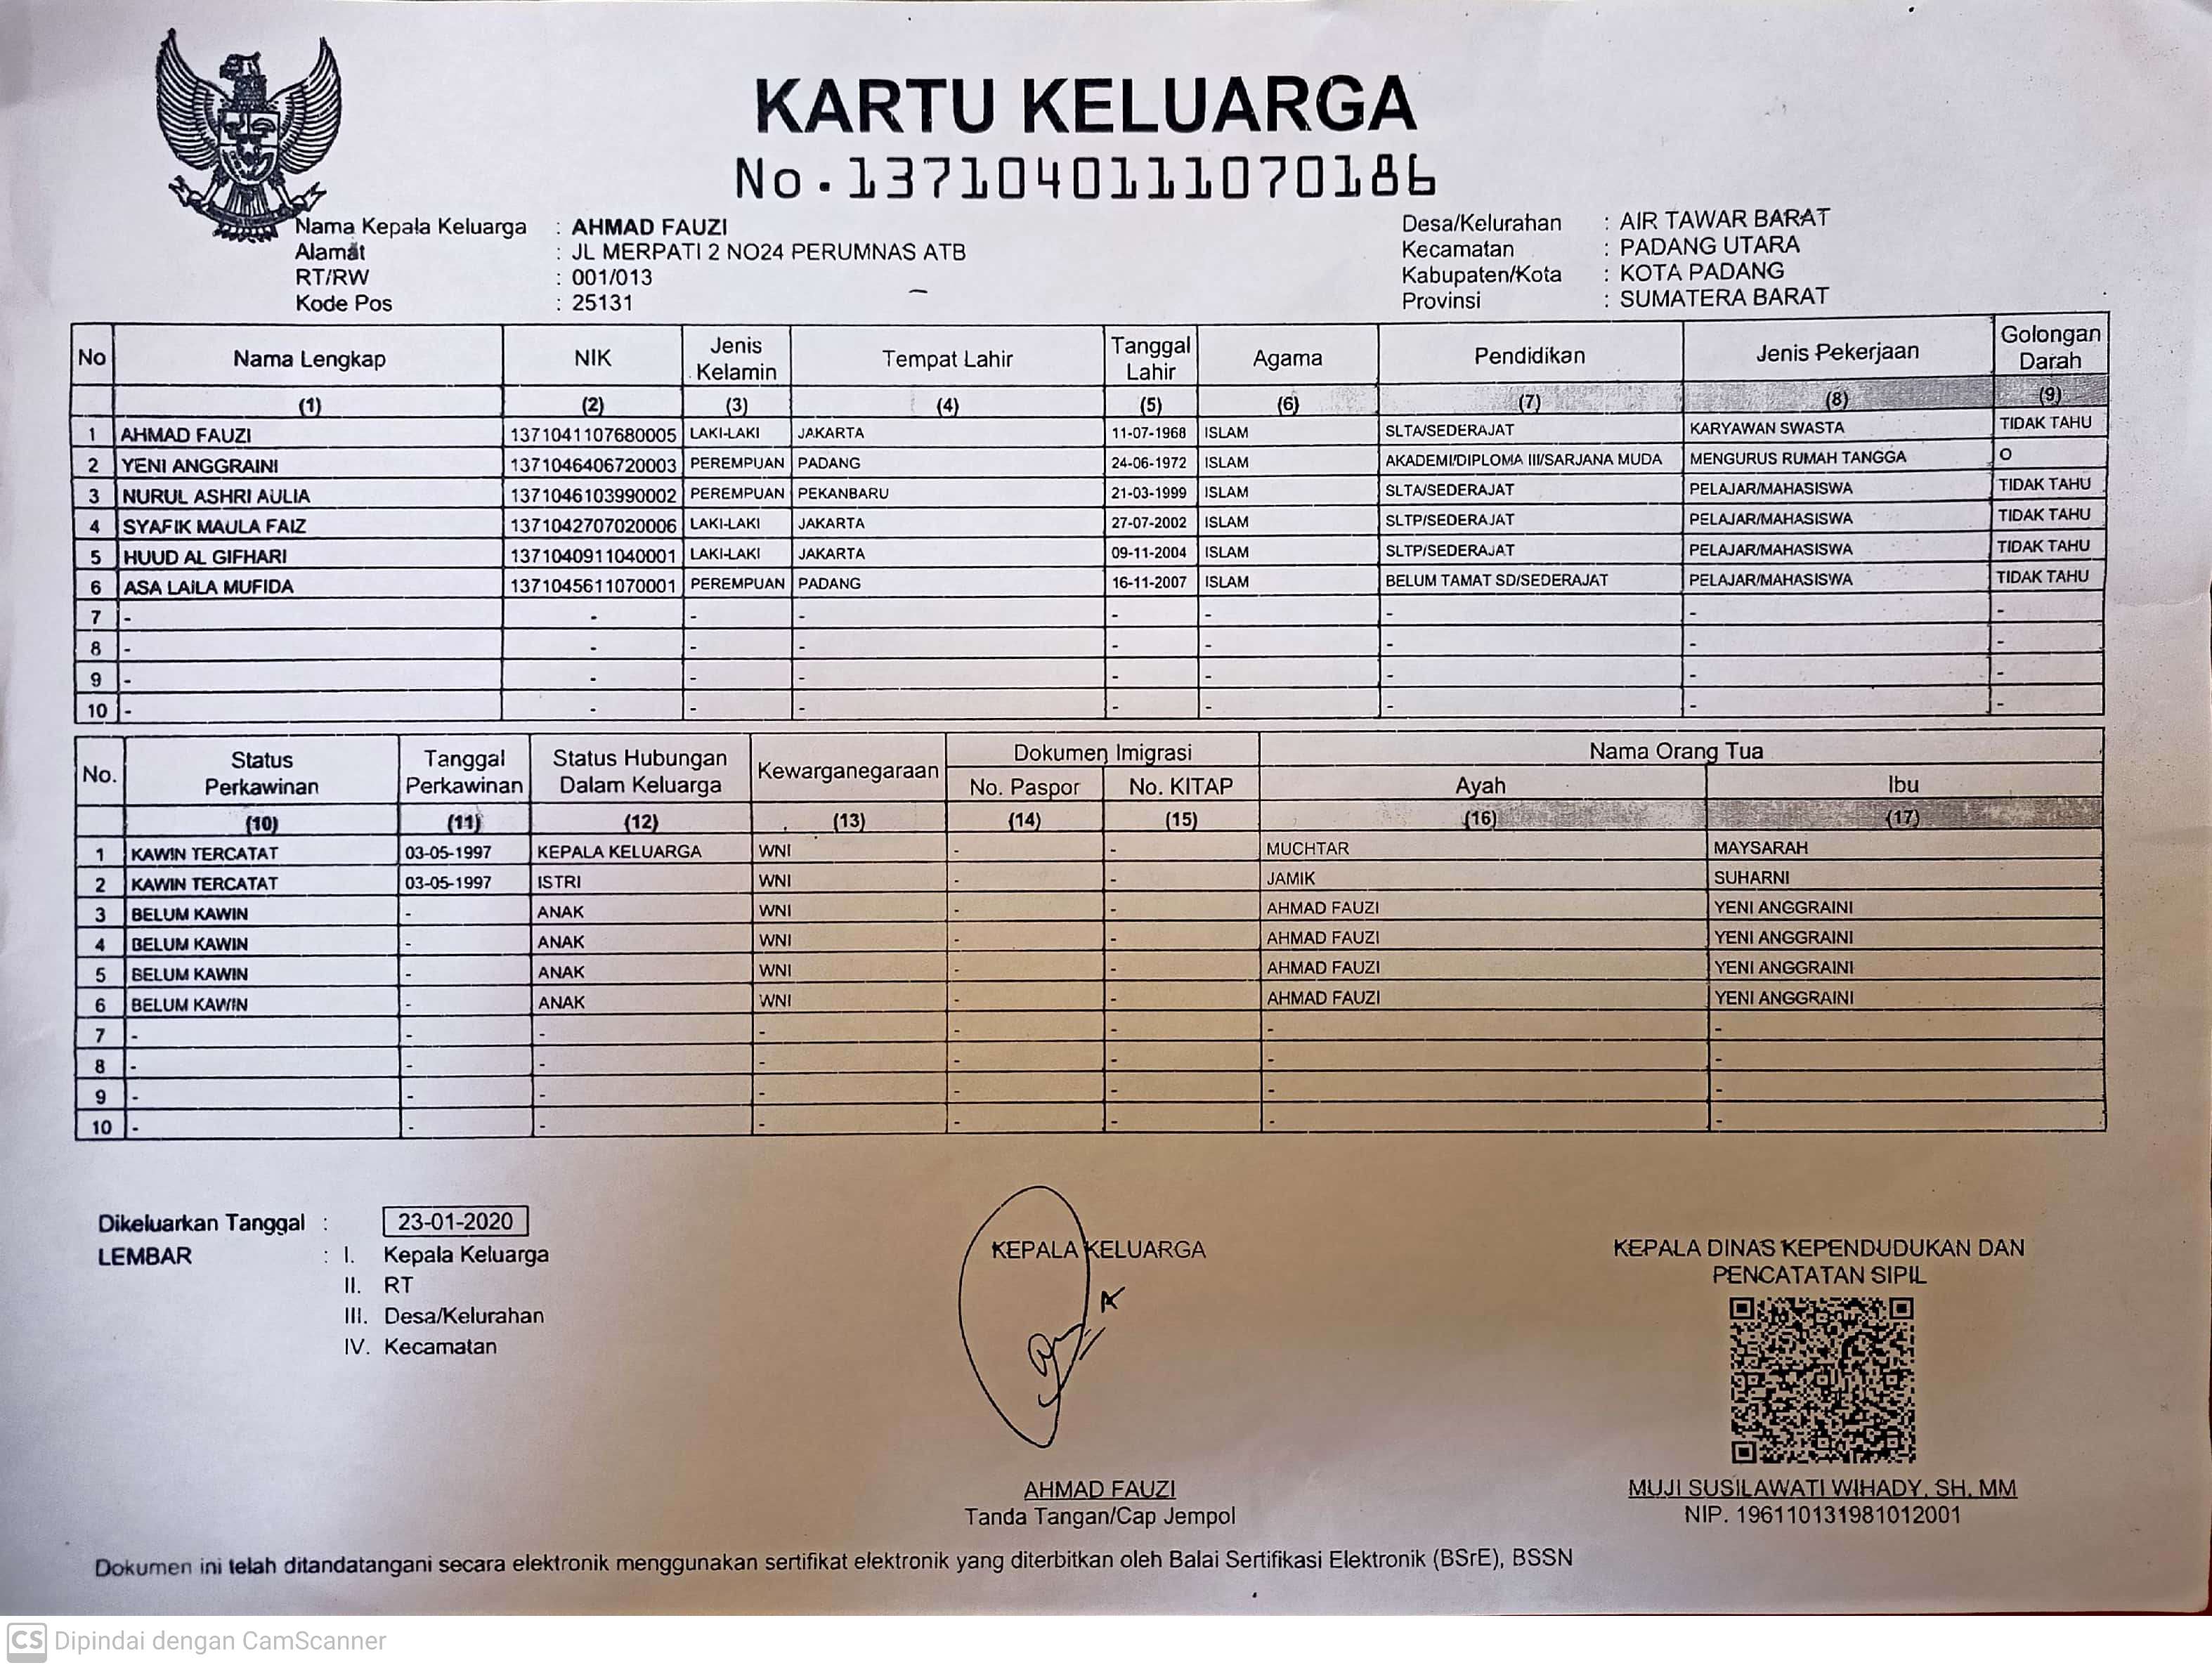 KARTU KELUARGA
No.1371040111070186
Nama Kepala Keluarga : AHMAD FAUZI
Alamat : JL MERPATI 2 NO24 PERUMNAS ATB
RT/RW : 001/013
Kode Pos : 25131
Desa/Kelurahan : AIR TAWAR BARAT
Kecamatan : PADANG UTARA
Kabupaten/Kota : KOTA PADANG
Provinsi : SUMATERA BARAT
No Nama Lengkap NIK Jenis Kelamin Tempat Lahir Tanggal Lahir Agama Pendidikan Jenis Pekerjaan Golongan Darah
(1) (2) (3) (4) (5) (6) (7) (8) (9)
1 AHMAD FAUZI 1371041107680005 LAKI-LAKI JAKARTA 11-07-1968 ISLAM SLTA/SEDERAJAT KARYAWAN SWASTA TIDAK TAHU
2 YENI ANGGRAINI 1371046406720003 PEREMPUAN PADANG 24-06-1972 ISLAM AKADEMI/DIPLOMA III/SARJANA MUDA MENGURUS RUMAH TANGGA O
3 NURUL ASHRI AULIA 1371046103990002 PEREMPUAN PEKANBARU 21-03-1999 ISLAM SLTA/SEDERAJAT PELAJAR/MAHASISWA TIDAK TAHU
4 SYAFIK MAULA FAIZ 1371042707020006 LAKI-LAKI JAKARTA 27-07-2002 ISLAM SLTP/SEDERAJAT PELAJAR/MAHASISWA TIDAK TAHU
5 HUUD AL GIFHARI 1371040911040001 LAKI-LAKI JAKARTA 09-11-2004 ISLAM SLTP/SEDERAJAT PELAJAR/MAHASISWA TIDAK TAHU
6 ASA LAILA MUFIDA 1371045611070001 PEREMPUAN PADANG 16-11-2007 ISLAM BELUM TAMAT SD/SEDERAJAT PELAJAR/MAHASISWA TIDAK TAHU
7 - - - - - - - - -
8 - - - - - - - - -
9 - - - - - - - - -
10 - - - - - - - - -
No. Status Perkawinan Tanggal Perkawinan Status Hubungan Dalam Keluarga Kewarganegaraan Dokumen Imigrasi Nama Orang Tua
No. Paspor No. KITAP Ayah Ibu
(10) (11) (12) (13) (14) (15) (16) (17)
1 KAWIN TERCATAT 03-05-1997 KEPALA KELUARGA WNI - - MUCHTAR MAYSARAH
2 KAWIN TERCATAT 03-05-1997 ISTRI WNI - - JAMIK SUHARNI
3 BELUM KAWIN - ANAK WNI - - AHMAD FAUZI YENI ANGGRAINI
4 BELUM KAWIN - ANAK WNI - - AHMAD FAUZI YENI ANGGRAINI
5 BELUM KAWIN - ANAK WNI - - AHMAD FAUZI YENI ANGGRAINI
6 BELUM KAWIN - ANAK WNI - - AHMAD FAUZI YENI ANGGRAINI
7 - - - - - - - -
8 - - - - - - - -
9 - - - - - - - -
10 - - - - - - - -
Dikeluarkan Tanggal : 23-01-2020
LEMBAR : I. Kepala Keluarga
II. RT
III. Desa/Kelurahan
IV. Kecamatan
KEPALA KELUARGA
AHMAD FAUZI
Tanda Tangan/Cap Jempol
KEPALA DINAS KEPENDUDUKAN DAN
PENCATATAN SIPIL
MUJI SUSILAWATI WIHADY, SH, MM
NIP. 196110131981012001
Dokumen ini telah ditandatangani secara elektronik menggunakan sertifikat elektronik yang diterbitkan oleh Balai Sertifikasi Elektronik (BSrE), BSSN
CS Dipindai dengan CamScanner